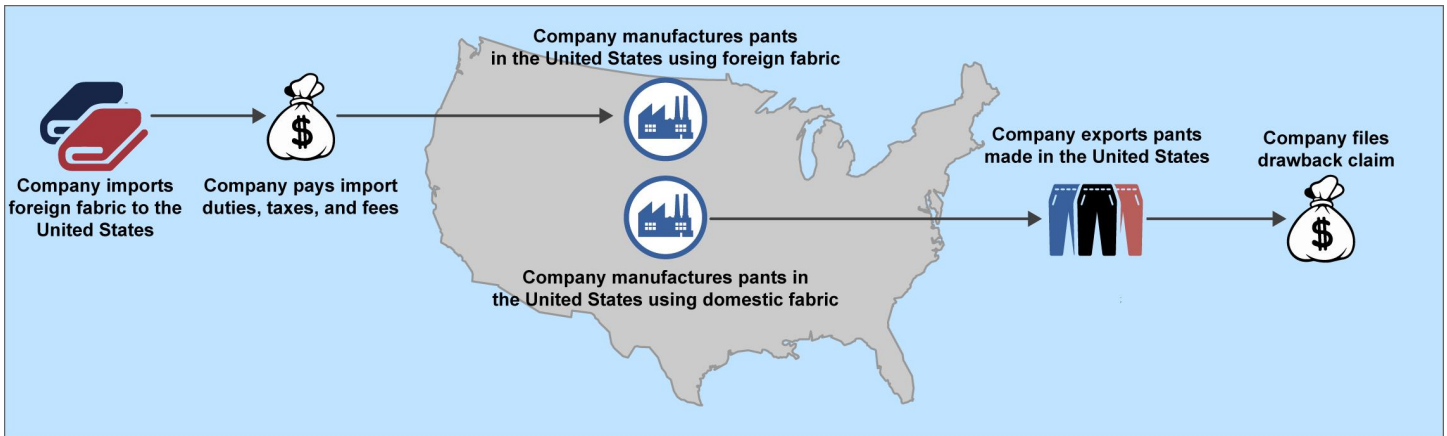 Company imports
foreign fabric to the
United States
Company pays import
duties, taxes, and fees
$
Company manufactures pants
in the United States using foreign fabric
Company manufactures pants in
the United States using domestic fabric
Company exports pants
made in the United States
Company files
drawback claim
$